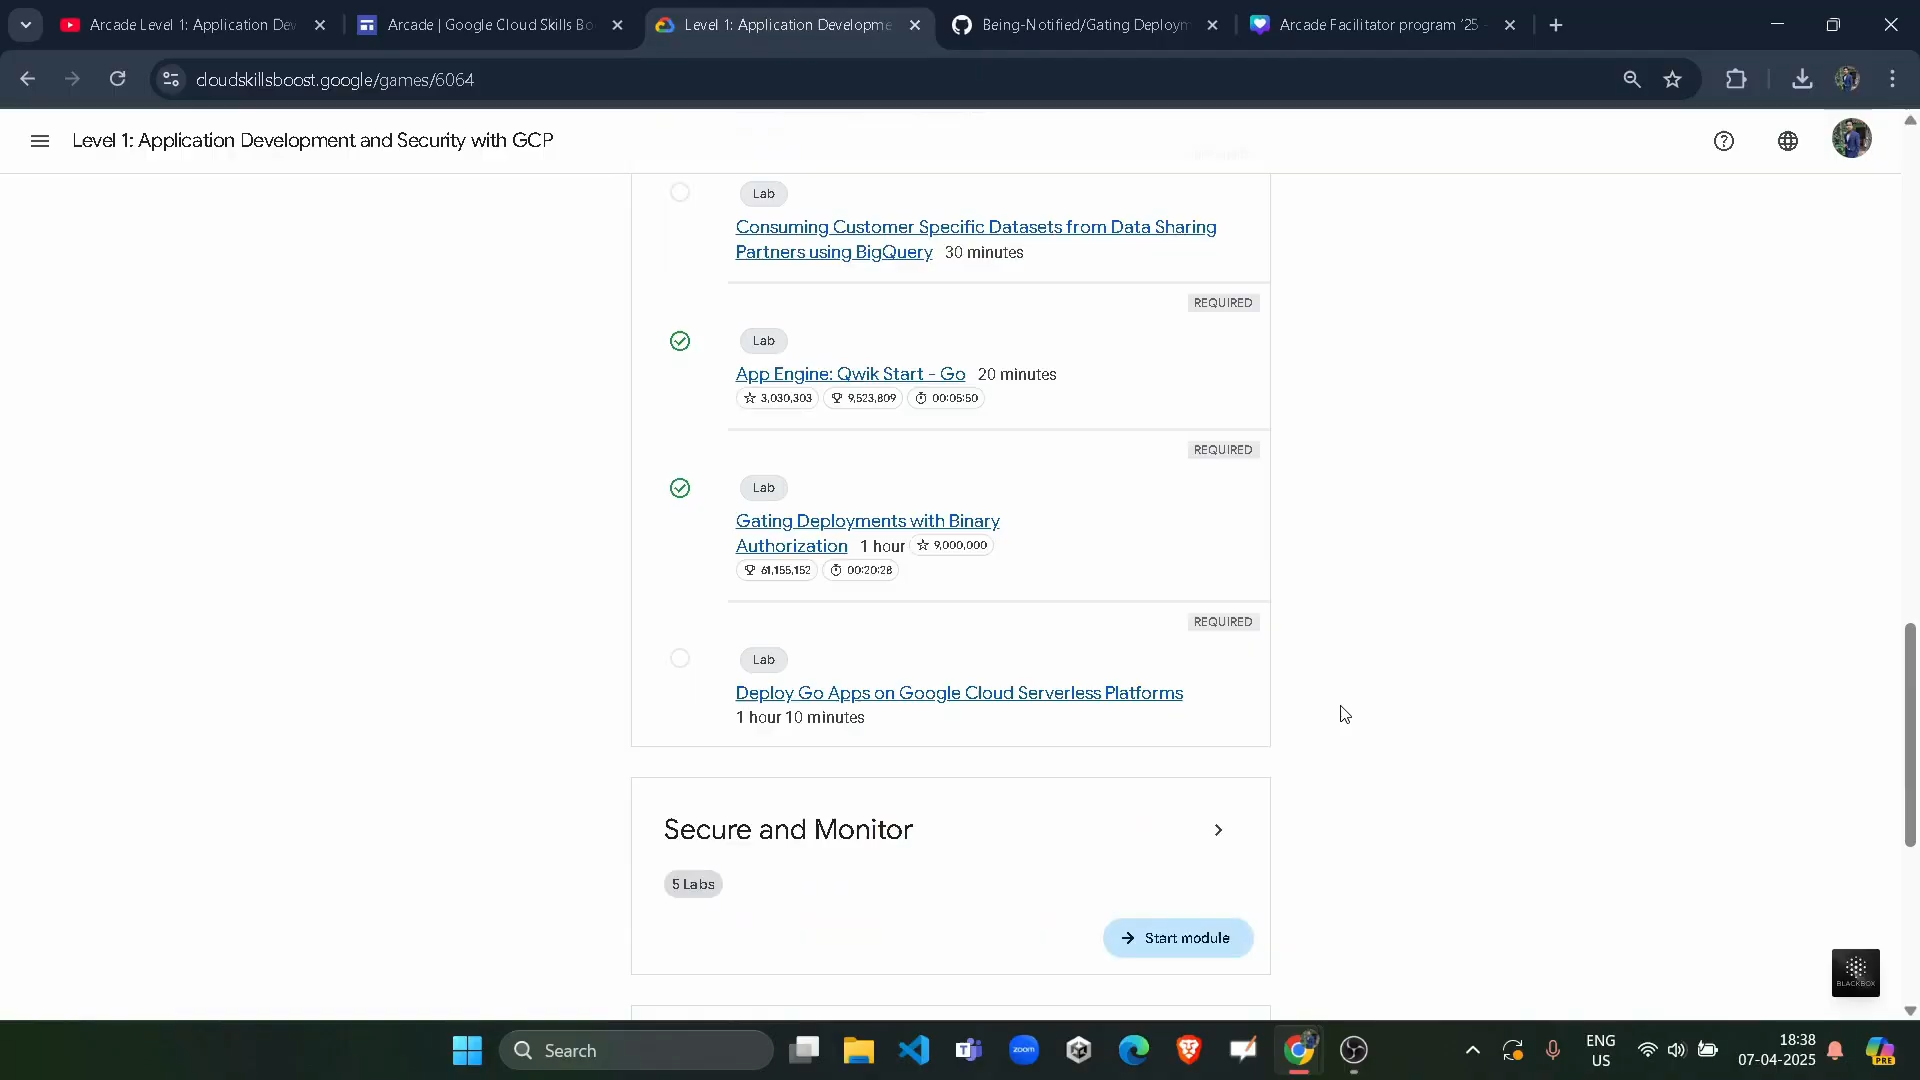 Arcade Level 1: Application Dev
Arcade | Google Cloud Skills Bo
Level 1: Application Developme
Being-Notified/Gating Deploym
Arcade Facilitator program '25 -
cloudskillsboost.google/games/6064
Level 1: Application Development and Security with GCP
Lab
Consuming Customer Specific Datasets from Data Sharing
Partners using BigQuery 30 minutes
REQUIRED
Lab
App Engine: Qwik Start - Go 20 minutes
3,030,303 9,523,809 00:05:50
REQUIRED
Lab
Gating Deployments with Binary
Authorization 1 hour 9,000,000
61,155,152 00:20:28
REQUIRED
Lab
Deploy Go Apps on Google Cloud Serverless Platforms
1 hour 10 minutes
Secure and Monitor
5 Labs
Start module
BLACKBOX
Search
zoom
ENG
US
18:38
07-04-2025
PRE